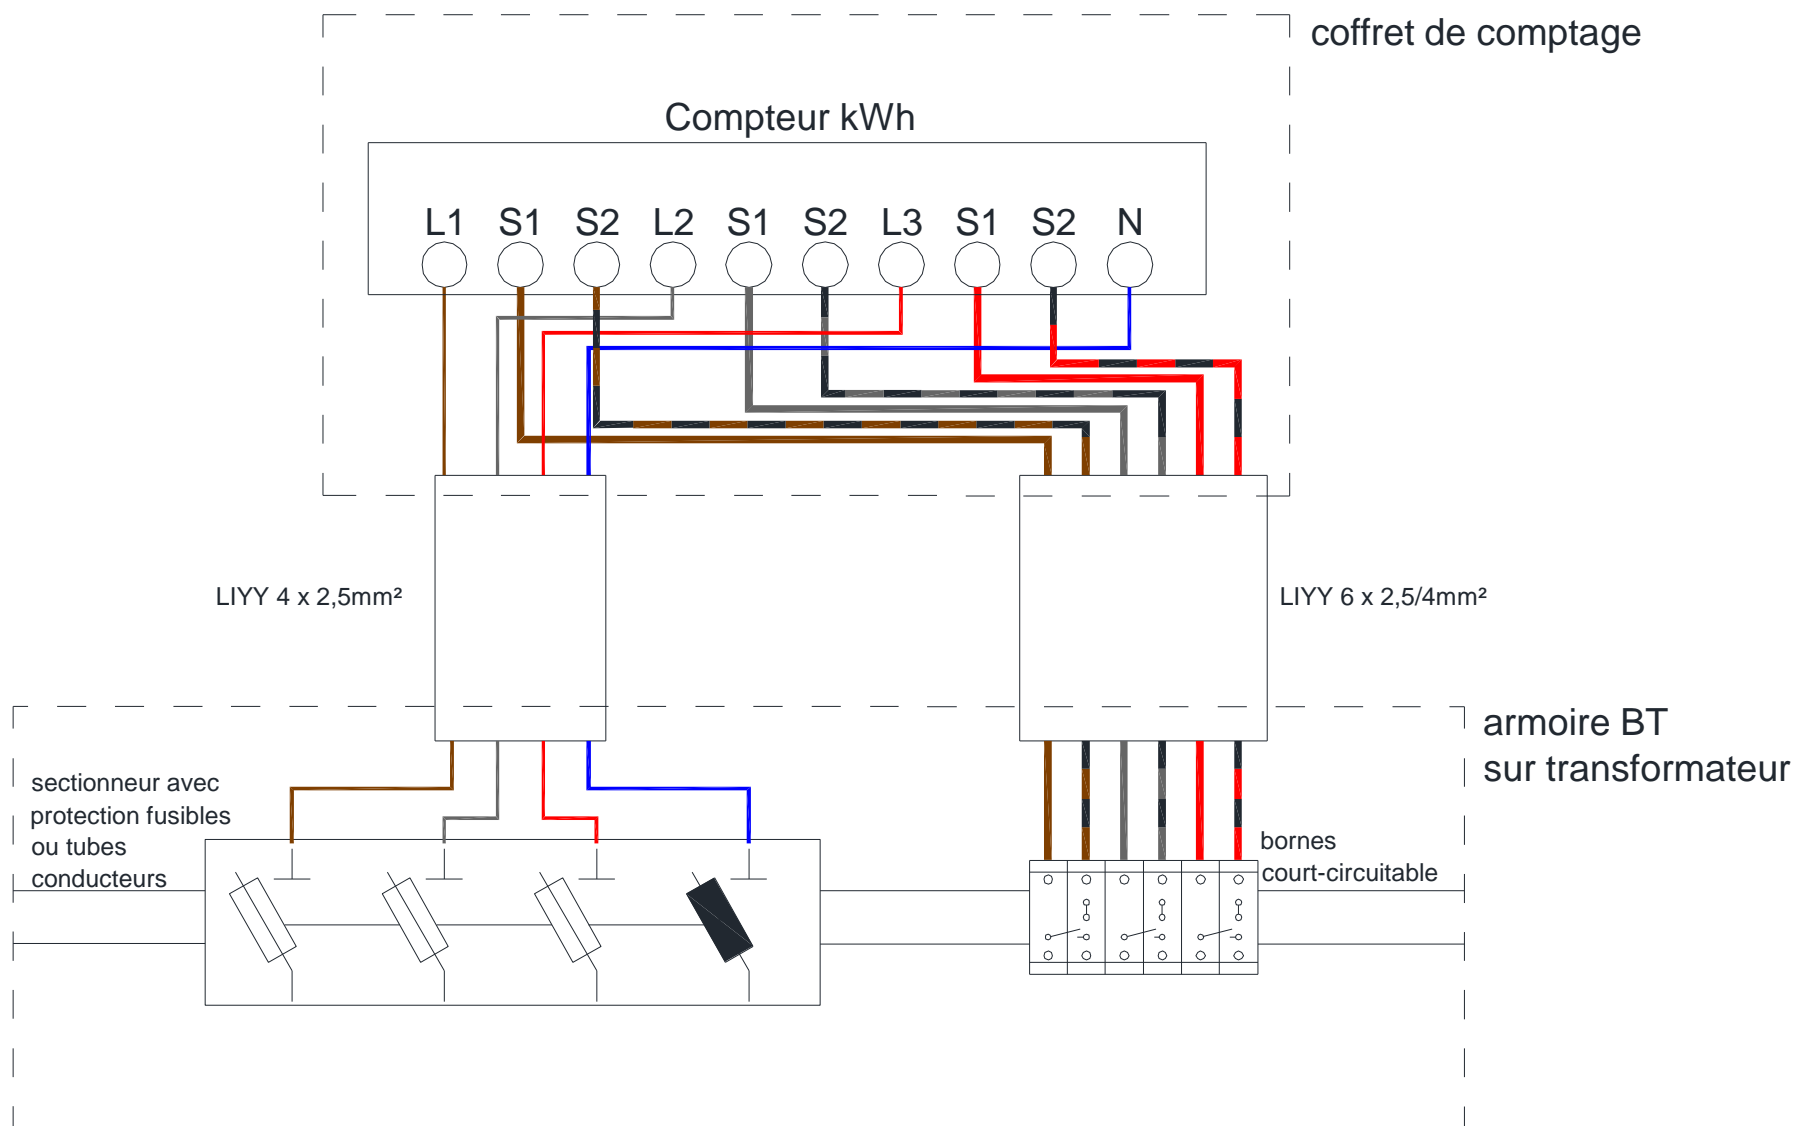 coffret de comptage
Compteur kWh
L1 S1 S2 L2 S1 S2 L3 S1 S2 N
LIYY 4 x 2,5mm²
LIYY 6 x 2,5/4mm²
armoire BT
sur transformateur
sectionneur avec
protection fusibles
ou tubes
conducteurs
bornes
court-circuitable